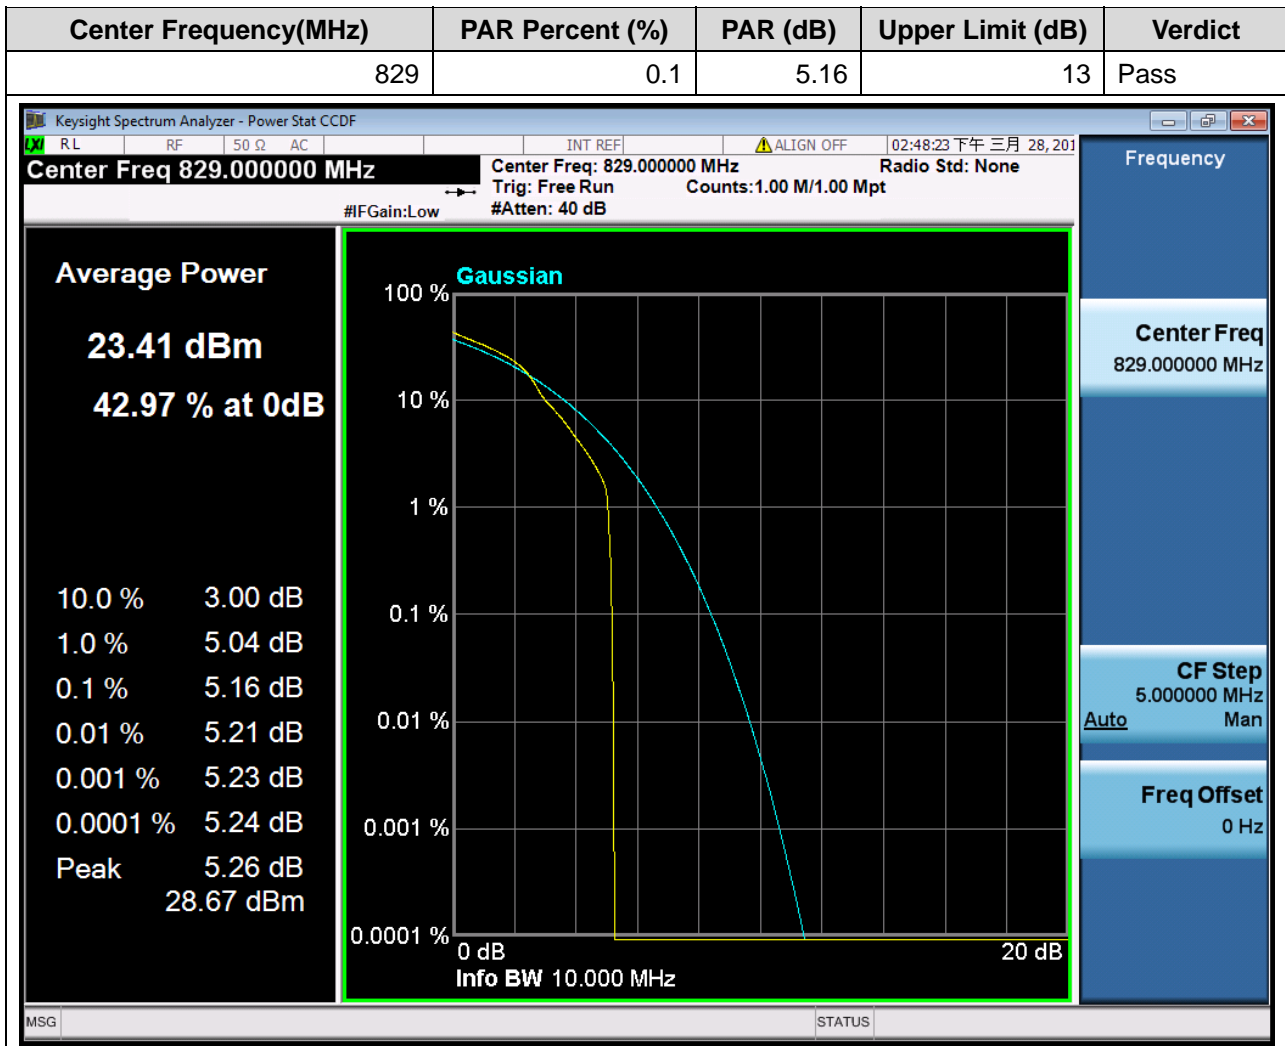 Center Frequency(MHz) PAR Percent (%) PAR (dB) Upper Limit (dB) Verdict
829 0.1 5.16 13 Pass
Keysight Spectrum Analyzer - Power Stat CCDF
LXI RL RF 50 Ω AC INT REF ALIGN OFF 02:48:23 下午 三月 28, 201
Center Freq 829.000000 MHz
Center Freq: 829.000000 MHz Radio Std: None
Trig: Free Run Counts:1.00 M/1.00 Mpt
#IFGain:Low #Atten: 40 dB
Average Power
23.41 dBm
42.97 % at 0dB
10.0 % 3.00 dB
1.0 % 5.04 dB
0.1 % 5.16 dB
0.01 % 5.21 dB
0.001 % 5.23 dB
0.0001 % 5.24 dB
Peak 5.26 dB
28.67 dBm
Gaussian
100 %
10 %
1 %
0.1 %
0.01 %
0.001 %
0.0001 %
0 dB 20 dB
Info BW 10.000 MHz
Frequency
Center Freq
829.000000 MHz
CF Step
5.000000 MHz
Auto Man
Freq Offset
0 Hz
MSG STATUS